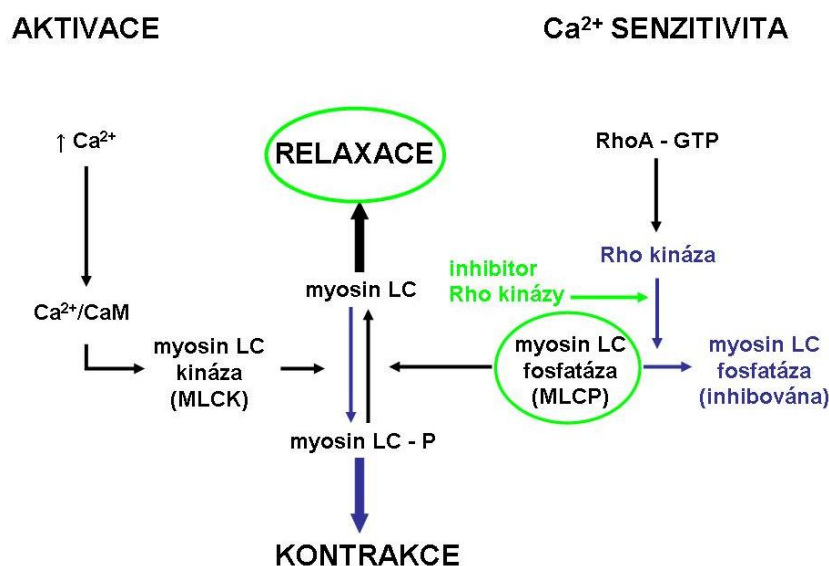 AKTIVACE
Ca²⁺ SENZITIVITA
↑ Ca²⁺
RELAXACE
RhoA - GTP
Rho kináza
inhibitor
Rho kinázy
myosin LC
Ca²⁺/CaM
myosin LC
kináza
(MLCK)
myosin LC
fosfatáza
(MLCP)
myosin LC
fosfatáza
(inhibována)
myosin LC - P
KONTRAKCE